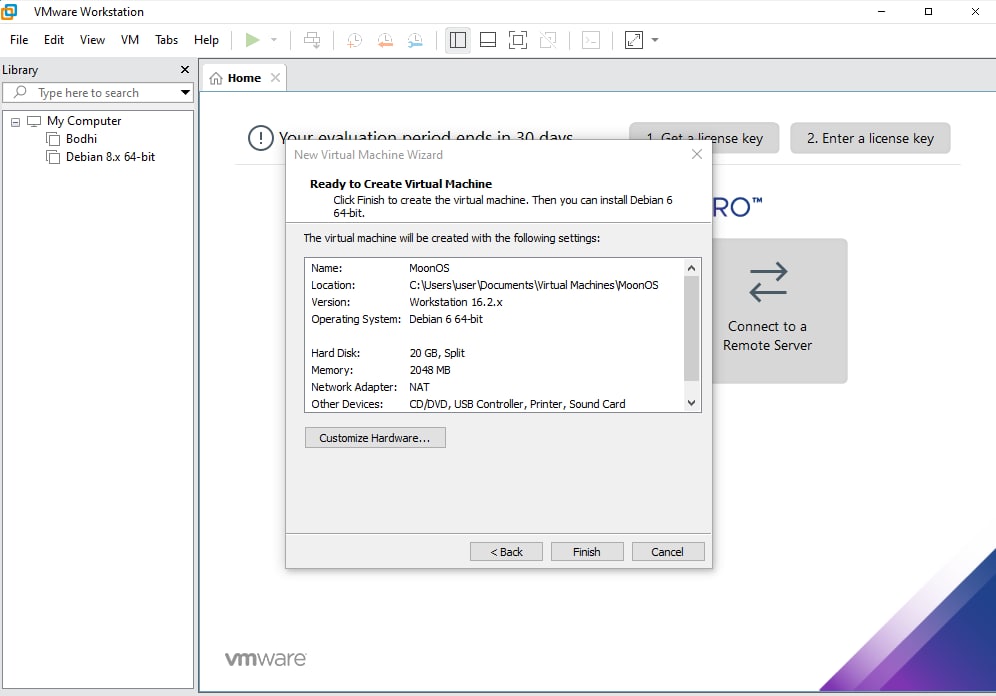 VMware Workstation
File Edit View VM Tabs Help
Library
Type here to search
My Computer
Bodhi
Debian 8.x 64-bit
Home
Your evaluation period ends in 30 days
1. Get a license key
2. Enter a license key
New Virtual Machine Wizard
Ready to Create Virtual Machine
Click Finish to create the virtual machine. Then you can install Debian 6
64-bit.
The virtual machine will be created with the following settings:
Name: MoonOS
Location: C:\Users\user\Documents\Virtual Machines\MoonOS
Version: Workstation 16.2.x
Operating System: Debian 6 64-bit
Hard Disk: 20 GB, Split
Memory: 2048 MB
Network Adapter: NAT
Other Devices: CD/DVD, USB Controller, Printer, Sound Card
Customize Hardware...
< Back
Finish
Cancel
RO™
Connect to a
Remote Server
vmware